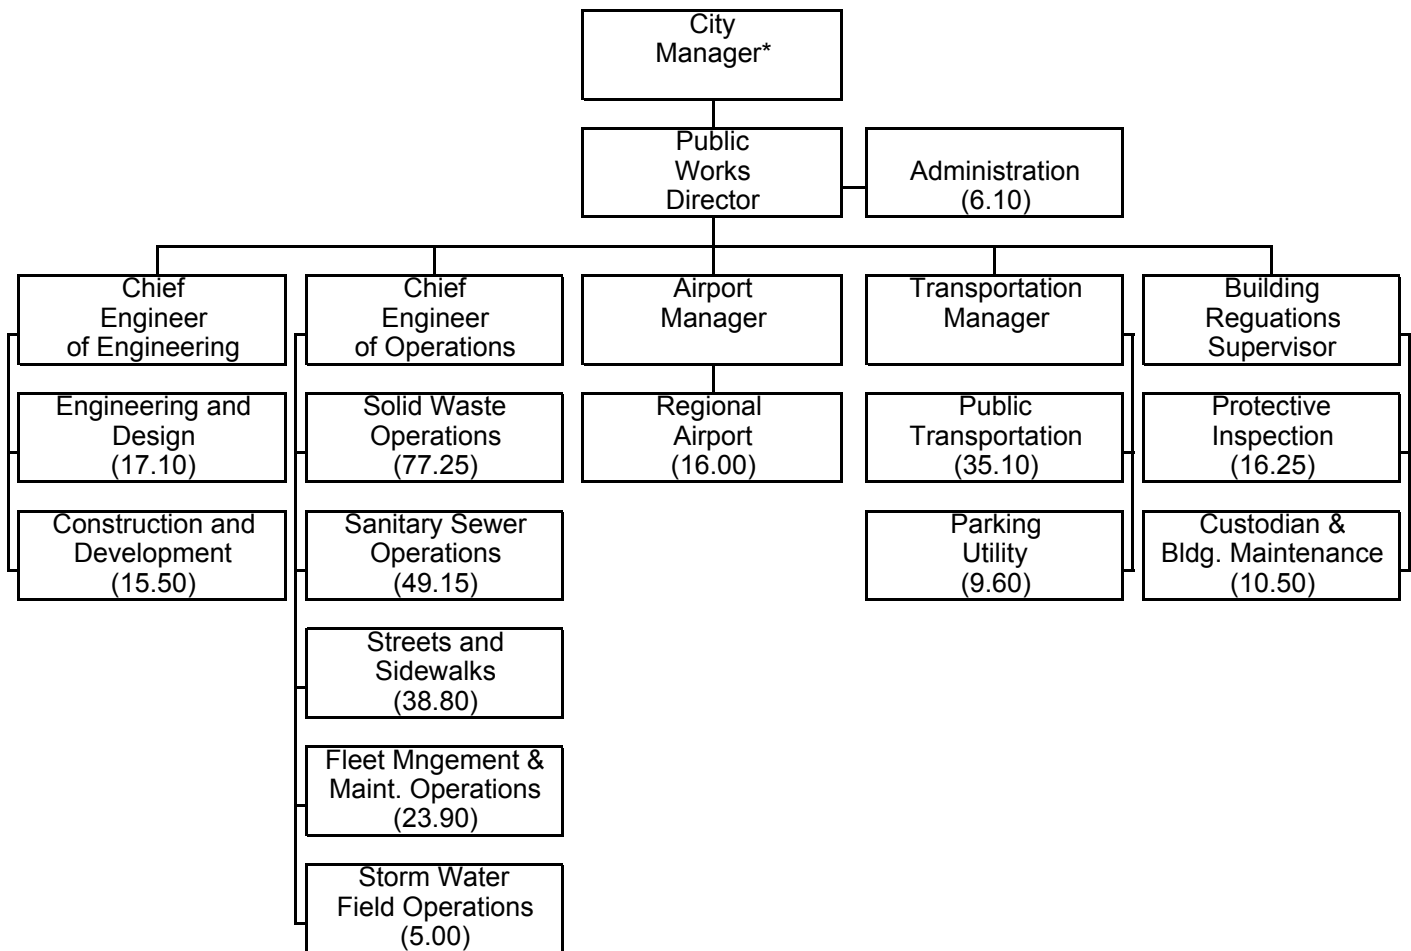 City
Manager*
Public
Works
Director
Administration
(6.10)
Chief
Engineer
of Engineering
Chief
Engineer
of Operations
Airport
Manager
Transportation
Manager
Building
Reguations
Supervisor
Engineering and
Design
(17.10)
Solid Waste
Operations
(77.25)
Regional
Airport
(16.00)
Public
Transportation
(35.10)
Protective
Inspection
(16.25)
Construction and
Development
(15.50)
Sanitary Sewer
Operations
(49.15)
Parking
Utility
(9.60)
Custodian &
Bldg. Maintenance
(10.50)
Streets and
Sidewalks
(38.80)
Fleet Mngement &
Maint. Operations
(23.90)
Storm Water
Field Operations
(5.00)